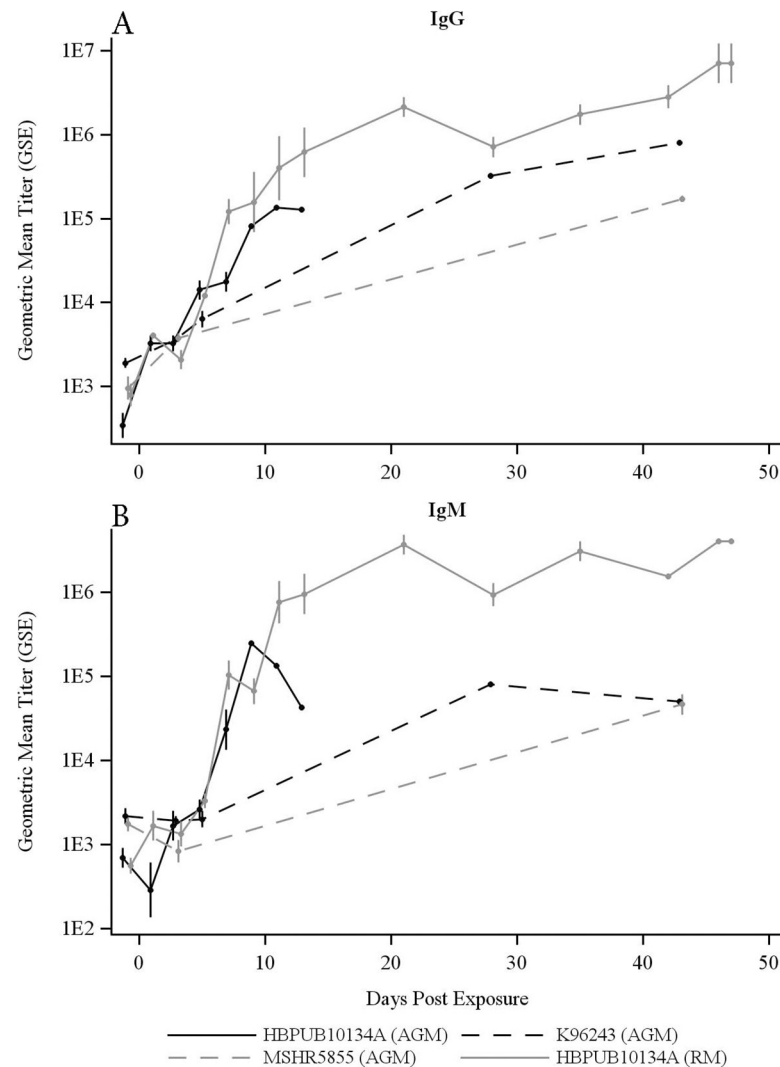 A
IgG
1E7
1E6
1E5
1E4
1E3
Geometric Mean Titer (GSE)
0 10 20 30 40 50
B
IgM
1E6
1E5
1E4
1E3
1E2
Geometric Mean Titer (GSE)
0 10 20 30 40 50
Days Post Exposure
HBPUB10134A (AGM) K96243 (AGM)
MSHR5855 (AGM) HBPUB10134A (RM)